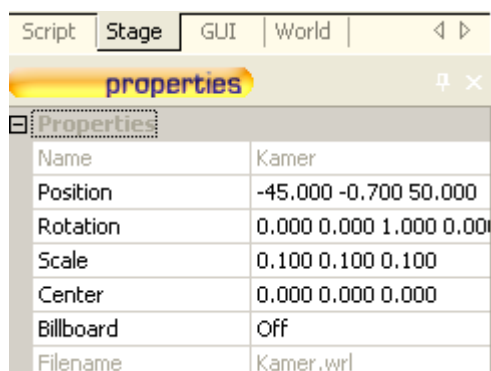 Script Stage GUI World
properties
Properties
Name Kamer
Position -45.000 -0.700 50.000
Rotation 0.000 0.000 1.000 0.00
Scale 0.100 0.100 0.100
Center 0.000 0.000 0.000
Billboard Off
Filename Kamer.wrl